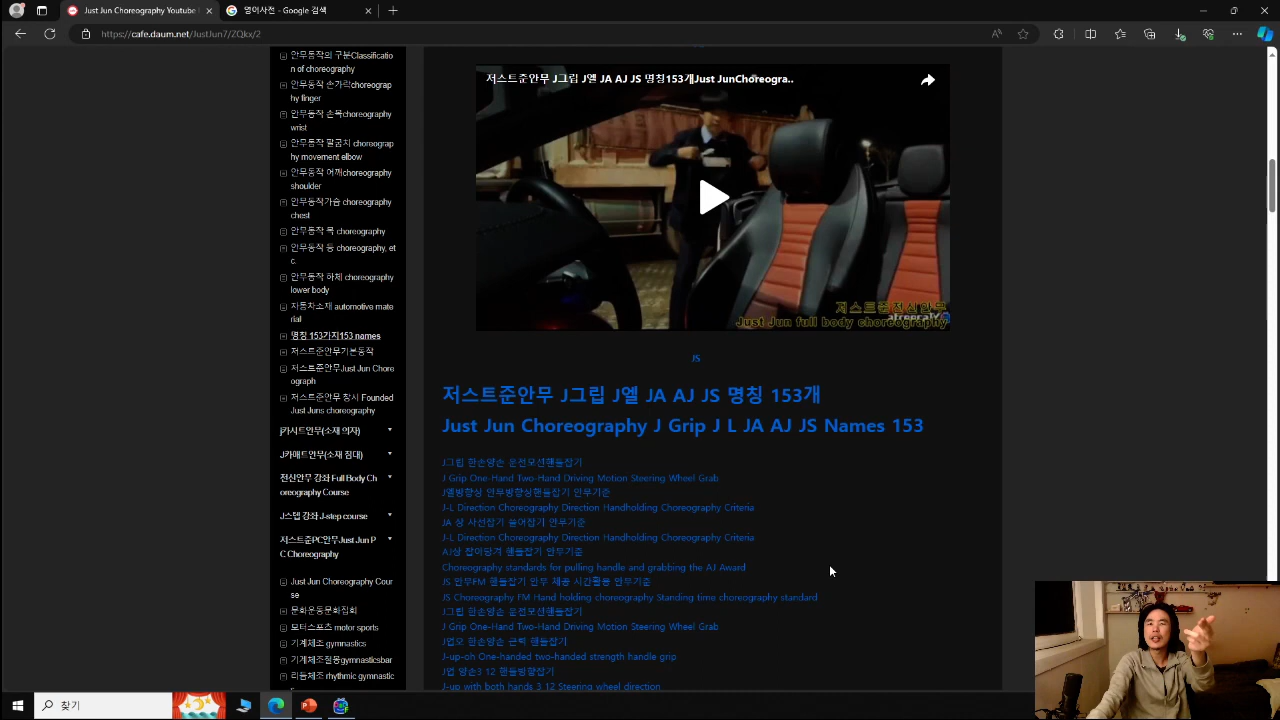 Just Jun Choreography Youtube
명이사전 - Google 검색
https://cafe.daum.net/JustJun7/ZQkx/2
안무동작의 구분Classificatio
n of choreography
안무동작 손가락choreograp
hy finger
안무동작 손목choreography
wrist
안무동작 팔굽치 choreograp
hy movement elbow
안무동작 어깨choreography
shoulder
안무동작가슴 choreography
chest
안무동작 목 choreography
안무동작 등 choreography, et
c.
안무동작 하체 choreography
lower body
자동차소재 automotive mate
rial
명칭 153가지153 names
저스트준안무기본동작
저스트준안무Just Jun Chore
ograph
저스트준안무 창시 Founded
Just Juns choreography
j카시트안무(소재 의자)
J카매트안무(소재 침대)
전신안무 강좌 Full Body Ch
oreography Course
J스텝 강좌 J-step course
저스트준PC안무Just Jun P
C Choreography
Just Jun Choreography Cour
se
문화운동문화집회
모터스포츠 motor sports
기계체조 gymnastics
기계체조철봉gymnasticsbar
리듬체조 rhythmic gymnastic
저스트준안무 J그립 J엘 JA AJ JS 명칭153개Just JunChoreogra..
저스트준전신안무
Just Jun full body choreography
afreecatv
JS
저스트준안무 J그립 J엘 JA AJ JS 명칭 153개
Just Jun Choreography J Grip J L JA AJ JS Names 153
J그립 한손양손 운전모션핸들잡기
J Grip One-Hand Two-Hand Driving Motion Steering Wheel Grab
J엘방향상 안무방향상핸들잡기 안무기준
J-L Direction Choreography Direction Handholding Choreography Criteria
JA 상 사선잡기 쓸어잡기 안무기준
J-L Direction Choreography Direction Handholding Choreography Criteria
AJ상 잡아당겨 핸들잡기 안무기준
Choreography standards for pulling handle and grabbing the AJ Award
JS 안무FM 핸들잡기 안무 체공 시간활용 안무기준
JS Choreography FM Hand holding choreography Standing time choreography standard
J그립 한손양손 운전모션핸들잡기
J Grip One-Hand Two-Hand Driving Motion Steering Wheel Grab
J업오 한손양손 근력 핸들잡기
J-up-oh One-handed two-handed strength handle grip
J업 양손3 12 핸들방향잡기
J-up with both hands 3 12 Steering wheel direction
찾기